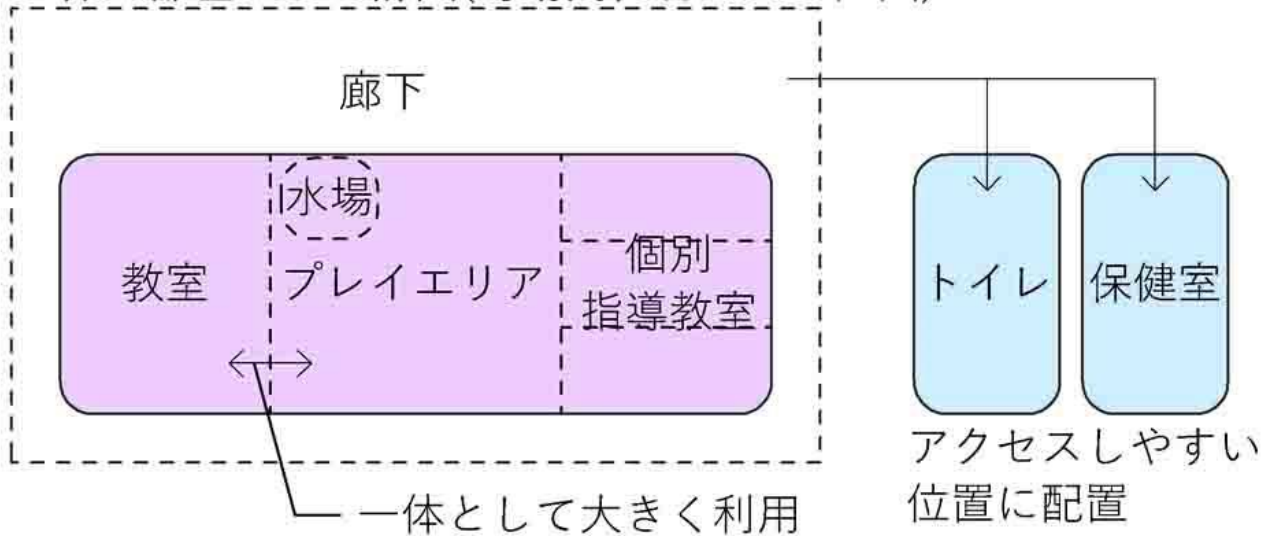 廊下
水場
教室
プレイエリア
個別
指導教室
トイレ
保健室
アクセスしやすい
位置に配置
一体として大きく利用